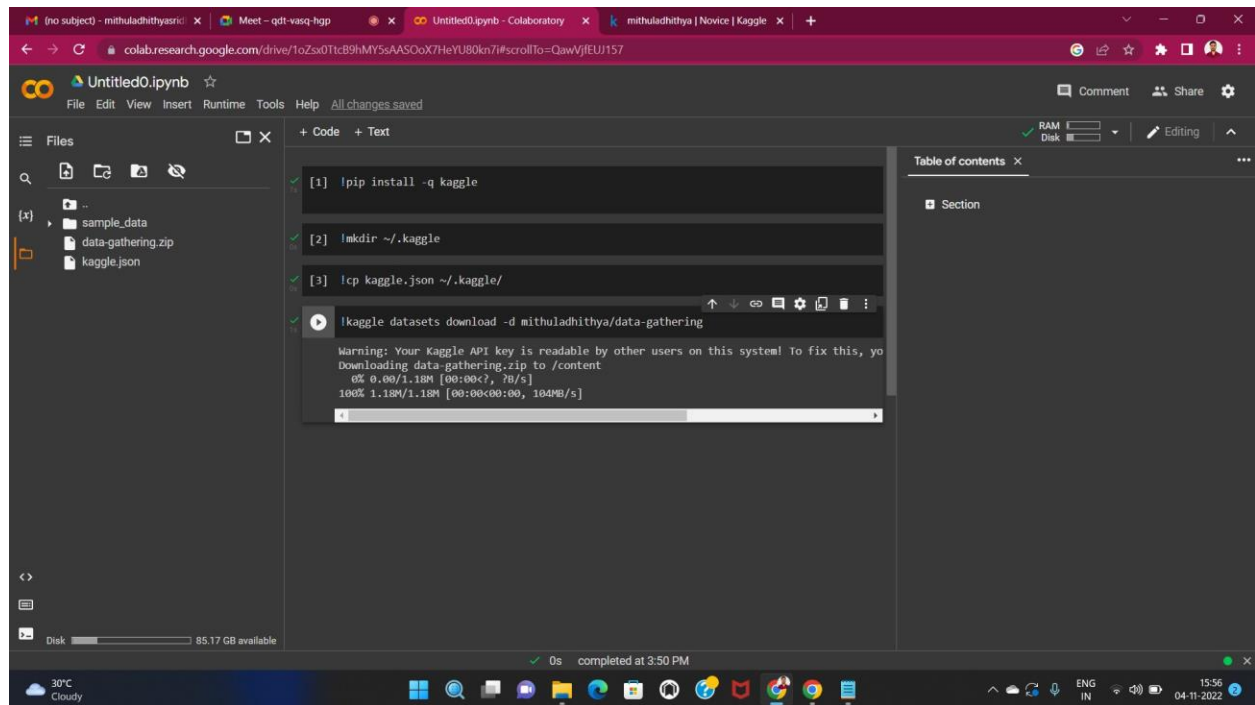 (no subject) - mithuladhithyasrid
Meet – qdt-vasq-hgp
Untitled0.ipynb - Colaboratory
mithuladhithya | Novice | Kaggle
colab.research.google.com/drive/1oZsx0TtcB9hMY5sAASOoX7HeYU80kn7i#scrollTo=QawVjfEUJ157
CO
Untitled0.ipynb
File Edit View Insert Runtime Tools Help All changes saved
Comment
Share
Files
+ Code + Text
RAM
Disk
Editing
Table of contents
Section
..
sample_data
data-gathering.zip
kaggle.json
{x}
[1] !pip install -q kaggle
[2] !mkdir ~/.kaggle
[3] !cp kaggle.json ~/.kaggle/
!kaggle datasets download -d mithuladhithya/data-gathering
Warning: Your Kaggle API key is readable by other users on this system! To fix this, yo
Downloading data-gathering.zip to /content
0% 0.00/1.18M [00:00<?, ?B/s]
100% 1.18M/1.18M [00:00<00:00, 104MB/s]
Disk 85.17 GB available
0s completed at 3:50 PM
30°C
Cloudy
ENG
IN
15:56
04-11-2022
2